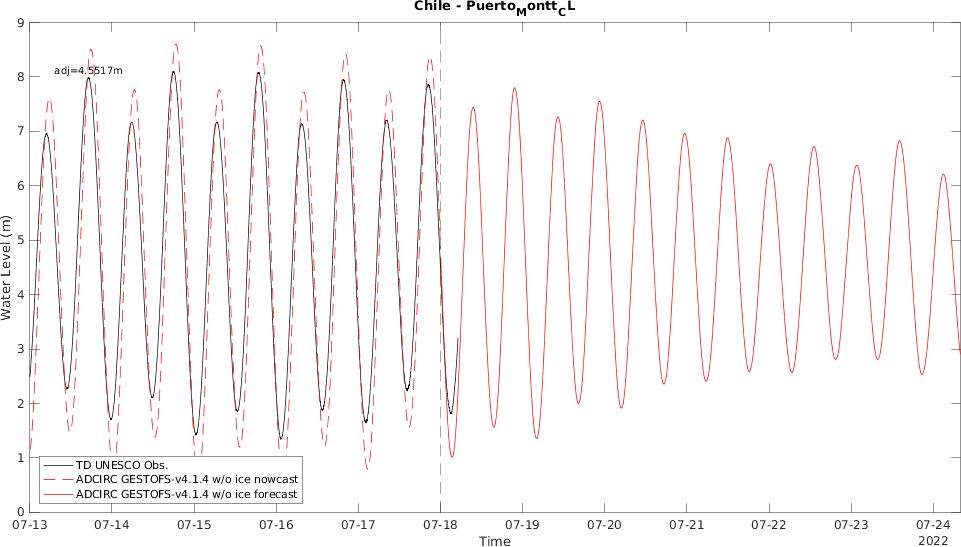 Chile - PuertoMonttCL
adj=4.5517m
9
8
7
6
5
4
3
2
1
0
Water Level (m)
TD UNESCO Obs.
ADCIRC GESTOFS-v4.1.4 w/o ice nowcast
ADCIRC GESTOFS-v4.1.4 w/o ice forecast
07-13 07-14 07-15 07-16 07-17 07-18 07-19 07-20 07-21 07-22 07-23 07-24
Time
2022